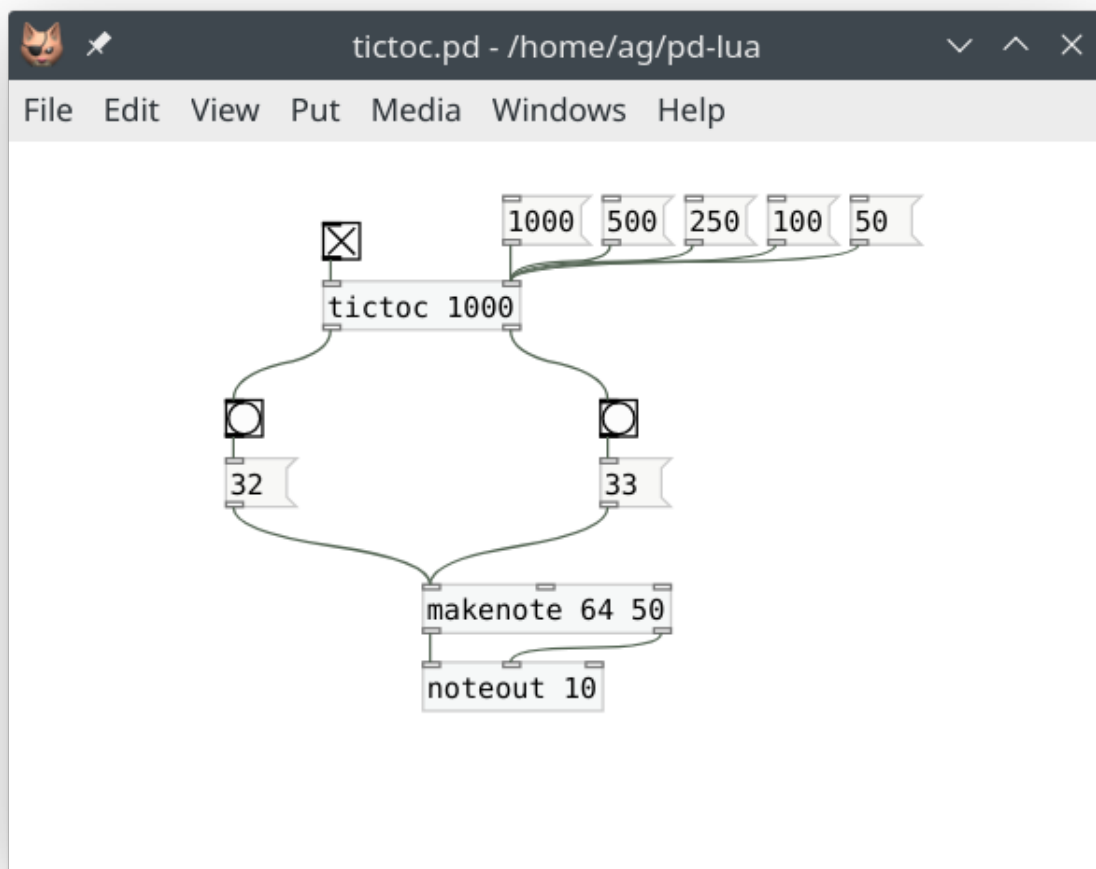 tictoc.pd - /home/ag/pd-lua
File Edit View Put Media Windows Help
1000 500 250 100 50
tictoc 1000
32 33
makenote 64 50
noteout 10